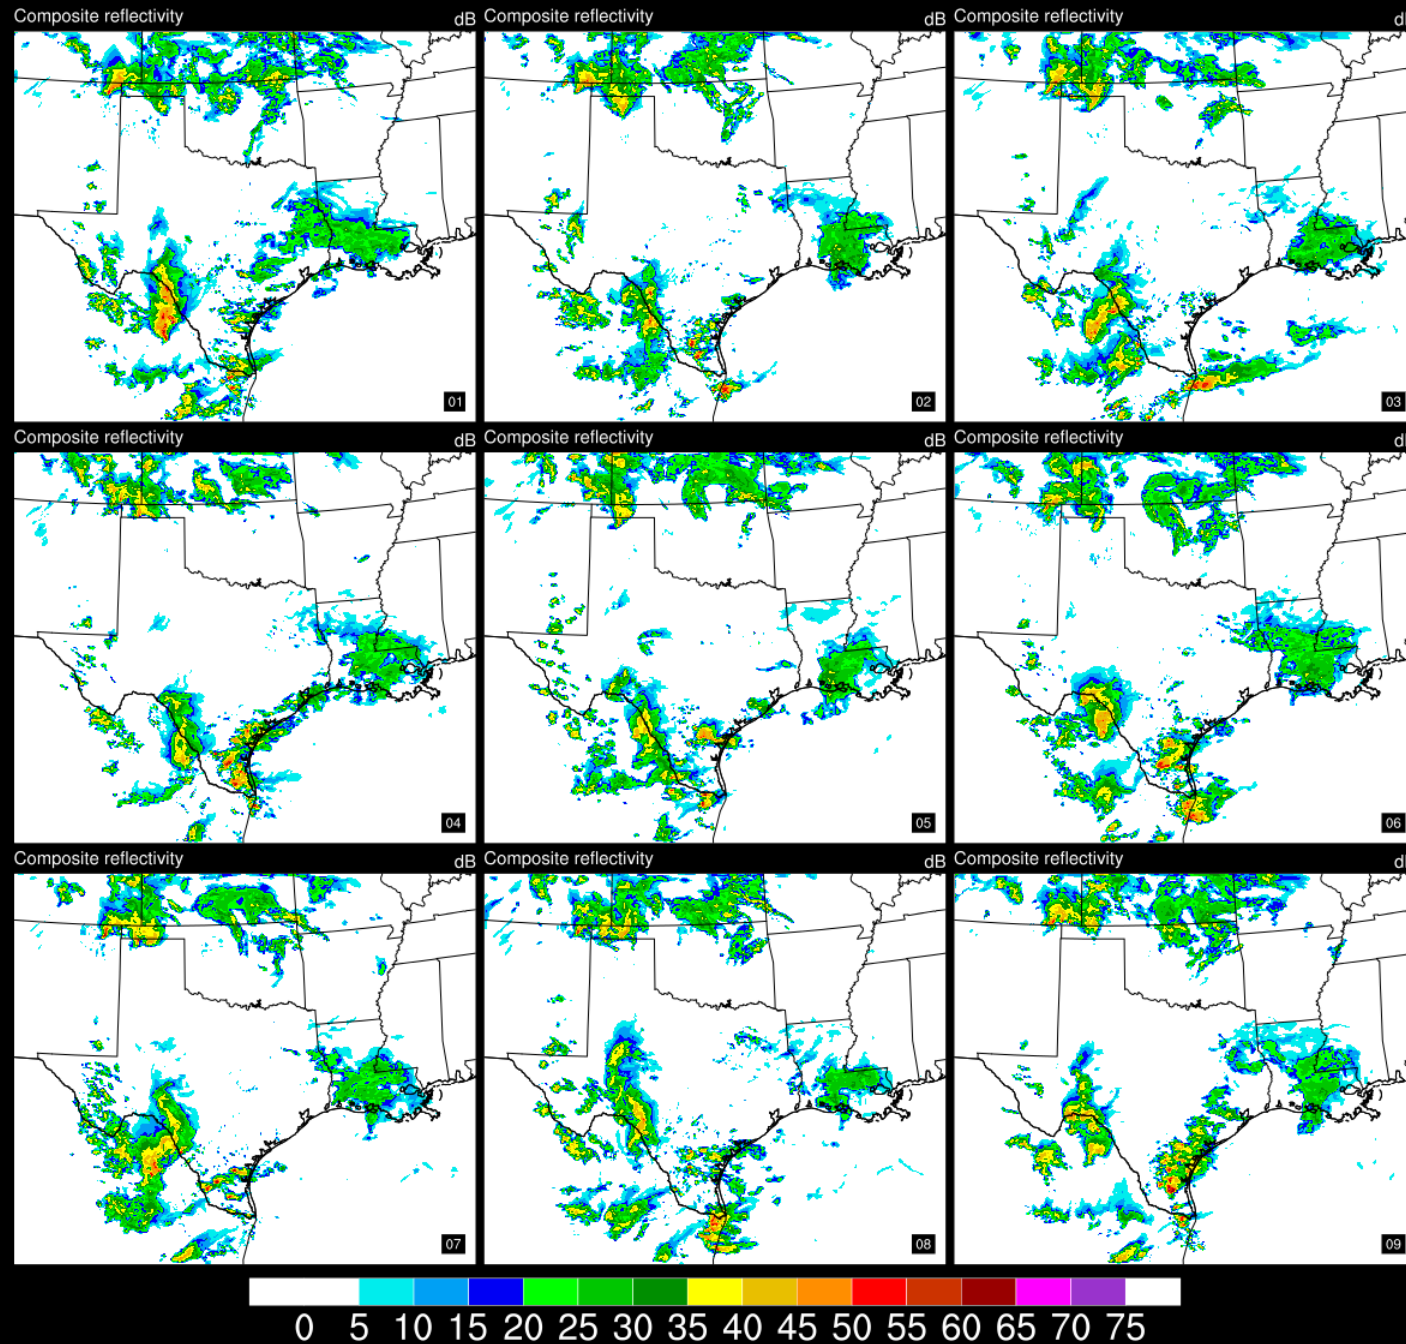 Composite reflectivity dB Composite reflectivity dB Composite reflectivity d
01 02 03
Composite reflectivity dB Composite reflectivity dB Composite reflectivity d
04 05 06
Composite reflectivity dB Composite reflectivity dB Composite reflectivity d
07 08 09
0 5 10 15 20 25 30 35 40 45 50 55 60 65 70 75